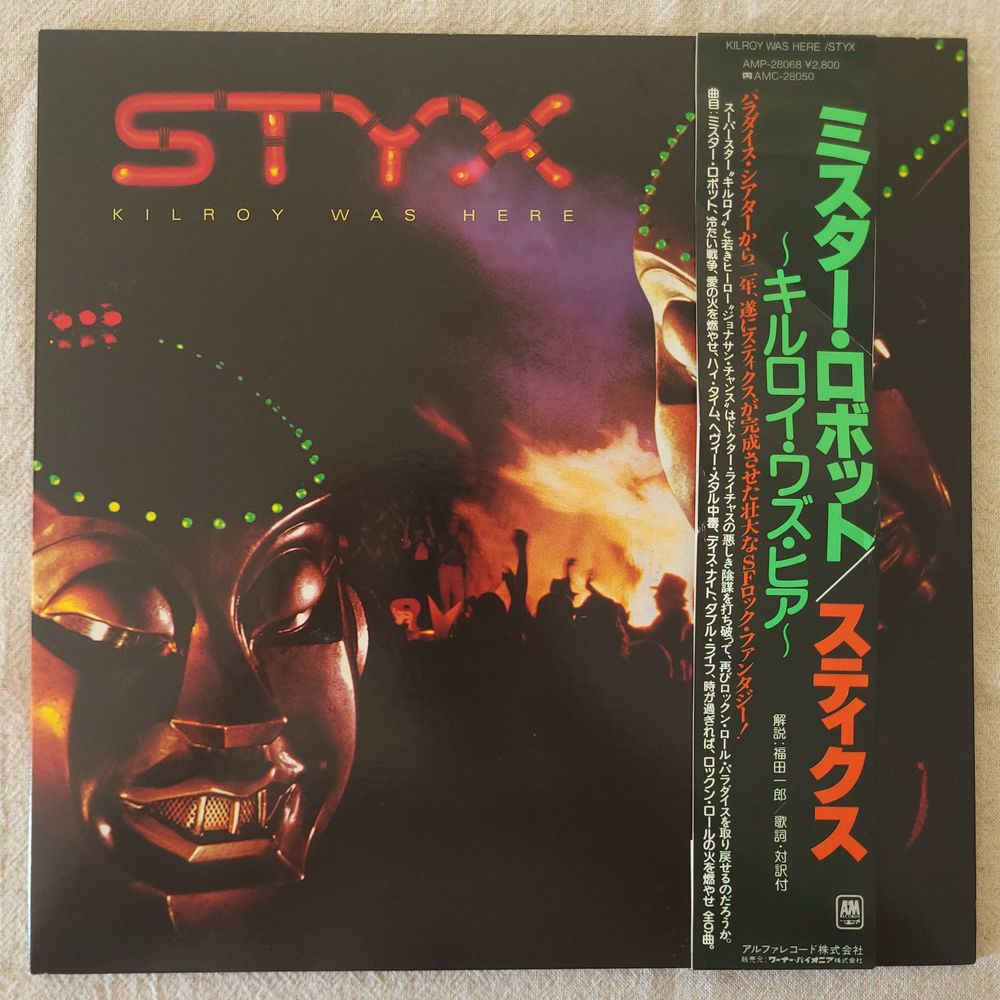 STYX
KILROY WAS HERE
KILROY WAS HERE / STYX
AMP-28068 ¥2,800
AMC-28050
ミスター・ロボット／スティクス
〜キルロイ・ワズ・ヒア〜
パラダイス・シアターから二年、遂にスティクスが完成させた壮大なSFロック・ファンタジー!
スーパースター"キルロイ"と若きヒーロー"ジョナサン・チャンス"はドクター・ライチャスの悪しき陰謀を打ち破って、再びロックン・ロール・パラダイスを取り戻せるのだろうか。
曲目:ミスター・ロボット、冷たい戦争、愛の火を燃やせ、ハイ・タイム、ヘヴィー・メタル中毒、ディス・ナイト、ダブル・ライフ、時が過ぎれば、ロックン・ロールの火を燃やせ 全9曲。
解説:福田一郎／歌詞・対訳付
A&M
RECORDS
アルファレコード株式会社
販売元:ワーナー・パイオニア株式会社